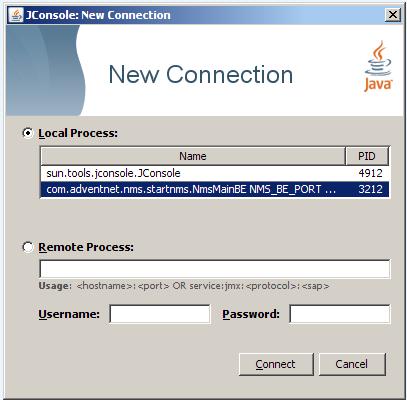 JConsole: New Connection
New Connection
Java
Local Process:
Name PID
sun.tools.jconsole.JConsole 4912
com.adventnet.nms.startnms.NmsMainBE NMS_BE_PORT ... 3212
Remote Process:
Usage: <hostname>:<port> OR service:jmx:<protocol>:<sap>
Username: Password:
Connect Cancel